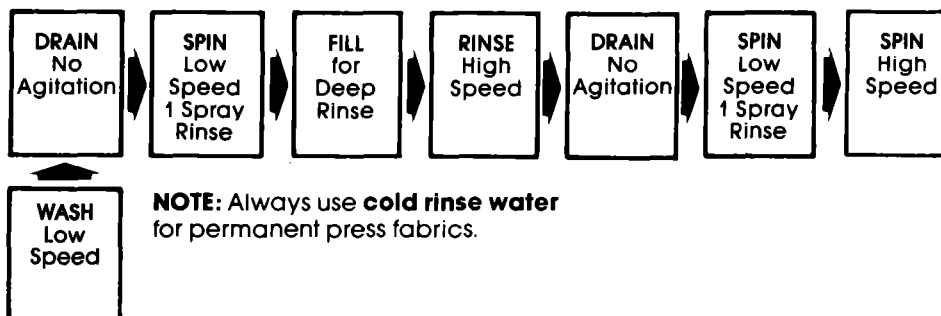 DRAIN
No
Agitation
SPIN
Low
Speed
1 Spray
Rinse
FILL
for
Deep
Rinse
RINSE
High
Speed
DRAIN
No
Agitation
SPIN
Low
Speed
1 Spray
Rinse
SPIN
High
Speed
WASH
Low
Speed
NOTE: Always use cold rinse water
for permanent press fabrics.